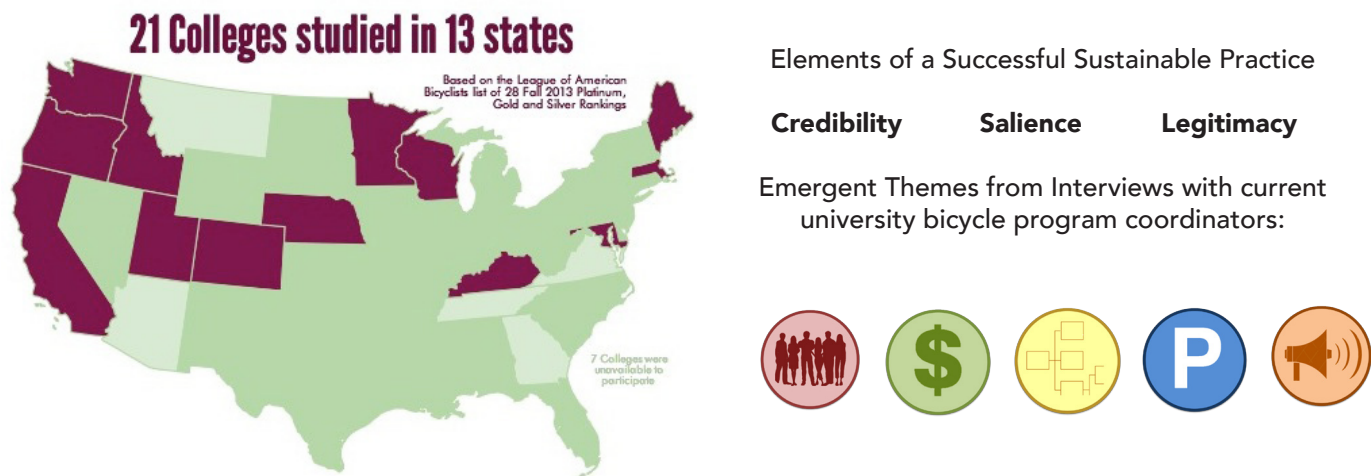 21 Colleges studied in 13 states
Based on the League of American
Bicyclists list of 28 Fall 2013 Platinum,
Gold and Silver Rankings
7 Colleges were
unavailable to
participate
Elements of a Successful Sustainable Practice
Credibility Salience Legitimacy
Emergent Themes from Interviews with current
university bicycle program coordinators:
$ P